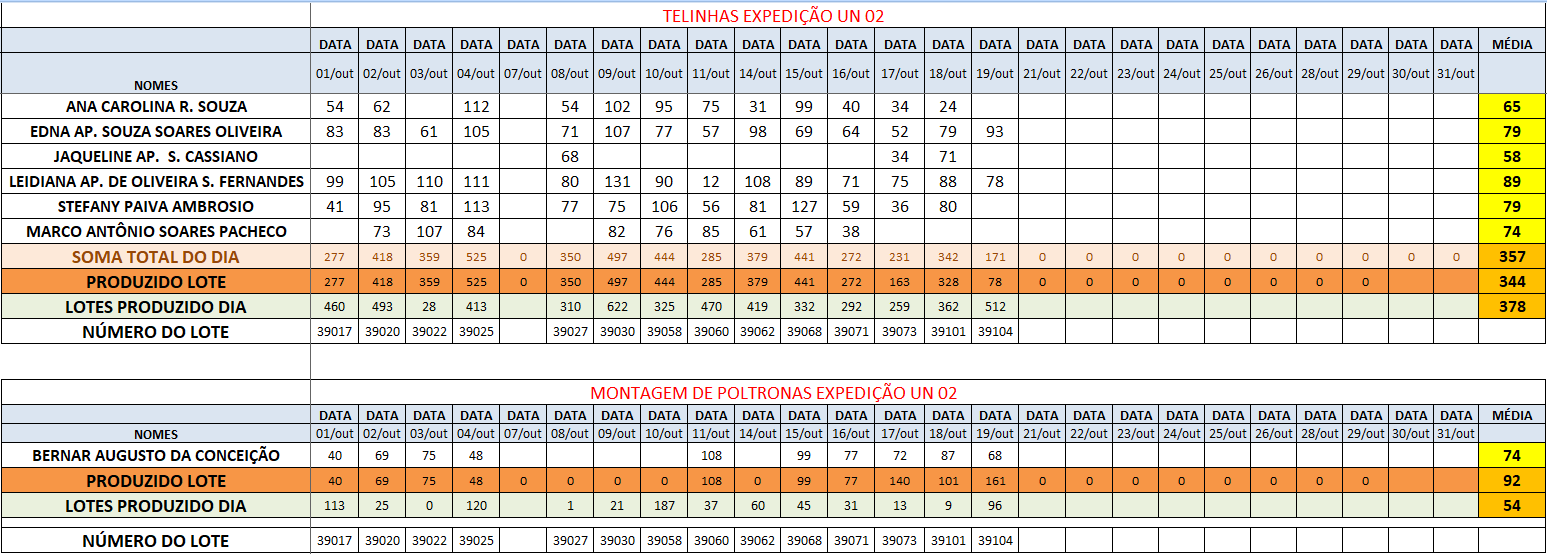 TELINHAS EXPEDIÇÃO UN 02
DATA DATA DATA DATA DATA DATA DATA DATA DATA DATA DATA DATA DATA DATA DATA DATA DATA DATA DATA DATA DATA DATA DATA DATA DATA MÉDIA
NOMES 01/out 02/out 03/out 04/out 07/out 08/out 09/out 10/out 11/out 14/out 15/out 16/out 17/out 18/out 19/out 21/out 22/out 23/out 24/out 25/out 26/out 28/out 29/out 30/out 31/out
ANA CAROLINA R. SOUZA 54 62 112 54 102 95 75 31 99 40 34 24 65
EDNA AP. SOUZA SOARES OLIVEIRA 83 83 61 105 71 107 77 57 98 69 64 52 79 93 79
JAQUELINE AP. S. CASSIANO 68 34 71 58
LEIDIANA AP. DE OLIVEIRA S. FERNANDES 99 105 110 111 80 131 90 12 108 89 71 75 88 78 89
STEFANY PAIVA AMBROSIO 41 95 81 113 77 75 106 56 81 127 59 36 80 79
MARCO ANTÔNIO SOARES PACHECO 73 107 84 82 76 85 61 57 38 74
SOMA TOTAL DO DIA 277 418 359 525 0 350 497 444 285 379 441 272 231 342 171 0 0 0 0 0 0 0 0 0 0 357
PRODUZIDO LOTE 277 418 359 525 0 350 497 444 285 379 441 272 163 328 78 0 0 0 0 0 0 0 0 344
LOTES PRODUZIDO DIA 460 493 28 413 310 622 325 470 419 332 292 259 362 512 378
NÚMERO DO LOTE 39017 39020 39022 39025 39027 39030 39058 39060 39062 39068 39071 39073 39101 39104
MONTAGEM DE POLTRONAS EXPEDIÇÃO UN 02
DATA DATA DATA DATA DATA DATA DATA DATA DATA DATA DATA DATA DATA DATA DATA DATA DATA DATA DATA DATA DATA DATA DATA DATA DATA MÉDIA
NOMES 01/out 02/out 03/out 04/out 07/out 08/out 09/out 10/out 11/out 14/out 15/out 16/out 17/out 18/out 19/out 21/out 22/out 23/out 24/out 25/out 26/out 28/out 29/out 30/out 31/out
BERNAR AUGUSTO DA CONCEIÇÃO 40 69 75 48 108 99 77 72 87 68 74
PRODUZIDO LOTE 40 69 75 48 0 0 0 0 108 0 99 77 140 101 161 0 0 0 0 0 0 0 0 92
LOTES PRODUZIDO DIA 113 25 0 120 1 21 187 37 60 45 31 13 9 96 54
NÚMERO DO LOTE 39017 39020 39022 39025 39027 39030 39058 39060 39062 39068 39071 39073 39101 39104